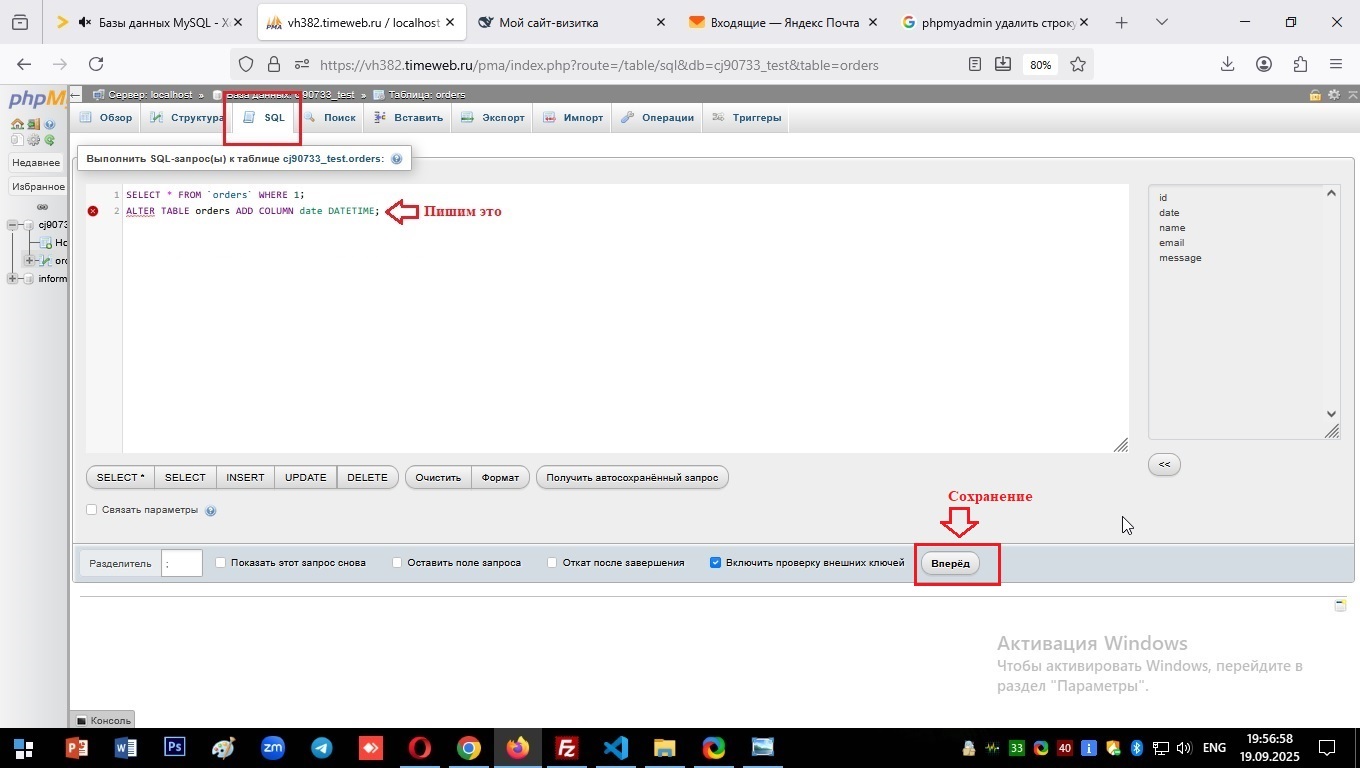 Базы данных MySQL - Хо
vh382.timeweb.ru / localhost
Мой сайт-визитка
Входящие — Яндекс Почта
phpmyadmin удалить строку
https://vh382.timeweb.ru/pma/index.php?route=/table/sql&db=cj90733_test&table=orders
80%
phpMy
Сервер: localhost » База данных: cj90733_test » Таблица: orders
Обзор Структура SQL Поиск Вставить Экспорт Импорт Операции Триггеры
Недавнее
Избранное
cj9073
Но
ord
inform
Выполнить SQL-запрос(ы) к таблице cj90733_test.orders:
1 SELECT * FROM `orders` WHERE 1;
2 ALTER TABLE orders ADD COLUMN date DATETIME;
Пишим это
id
date
name
email
message
<<
SELECT * SELECT INSERT UPDATE DELETE Очистить Формат Получить автосохранённый запрос
Связать параметры
Сохранение
Разделитель ; Показать этот запрос снова Оставить поле запроса Откат после завершения Включить проверку внешних ключей Вперёд
Активация Windows
Чтобы активировать Windows, перейдите в
раздел "Параметры".
Консоль
33
40
ENG
19:56:58
19.09.2025